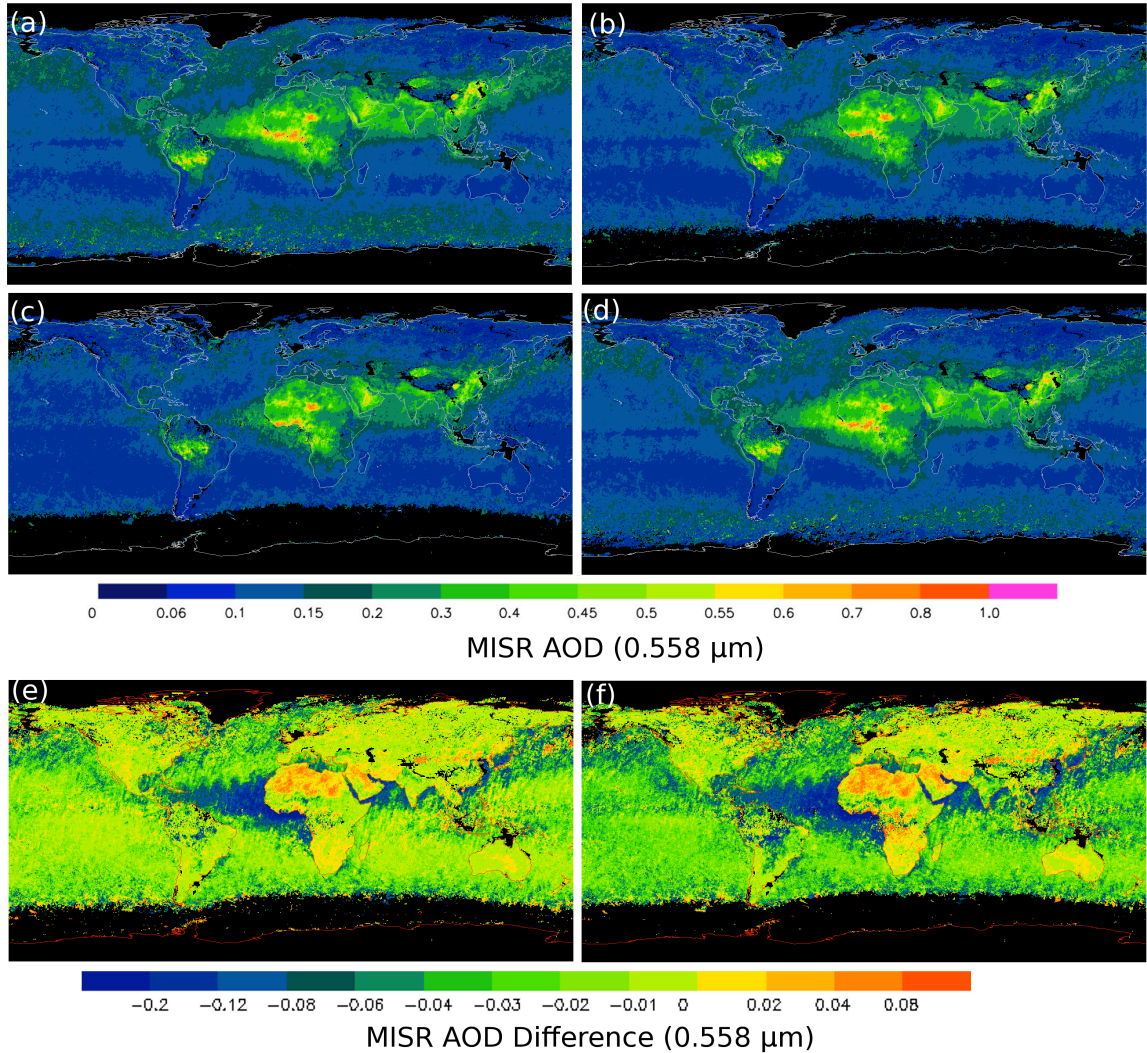 (a) (b)
(c) (d)
0 0.06 0.1 0.15 0.2 0.3 0.4 0.45 0.5 0.55 0.6 0.7 0.8 1.0
MISR AOD (0.558 μm)
(e) (f)
−0.2 −0.12 −0.08 −0.06 −0.04 −0.03 −0.02 −0.01 0 0.02 0.04 0.08
MISR AOD Difference (0.558 μm)